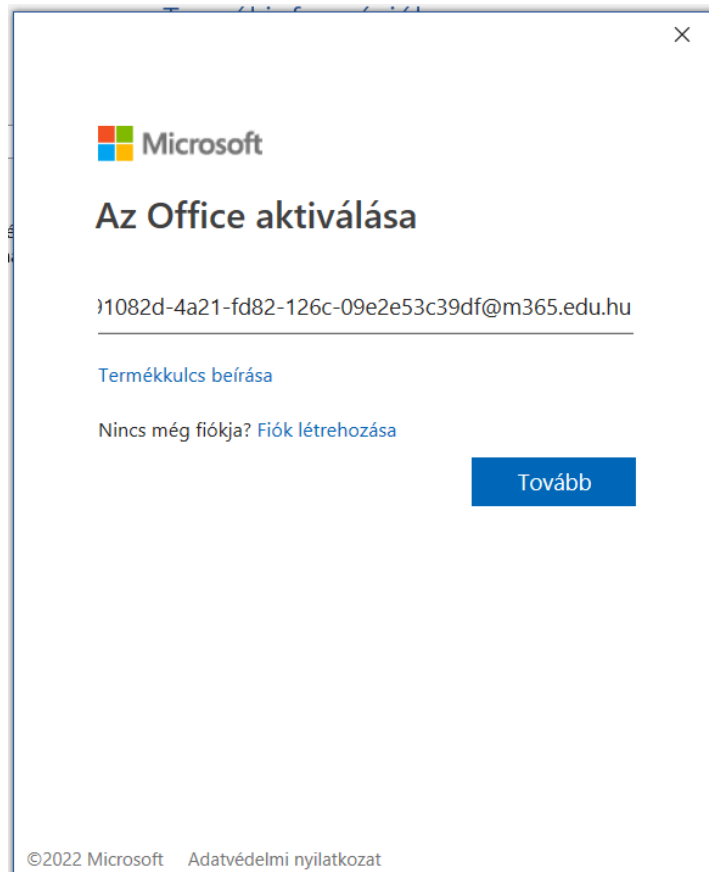 Microsoft
Az Office aktiválása
91082d-4a21-fd82-126c-09e2e53c39df@m365.edu.hu
Termékkulcs beírása
Nincs még fiókja? Fiók létrehozása
Tovább
©2022 Microsoft Adatvédelmi nyilatkozat